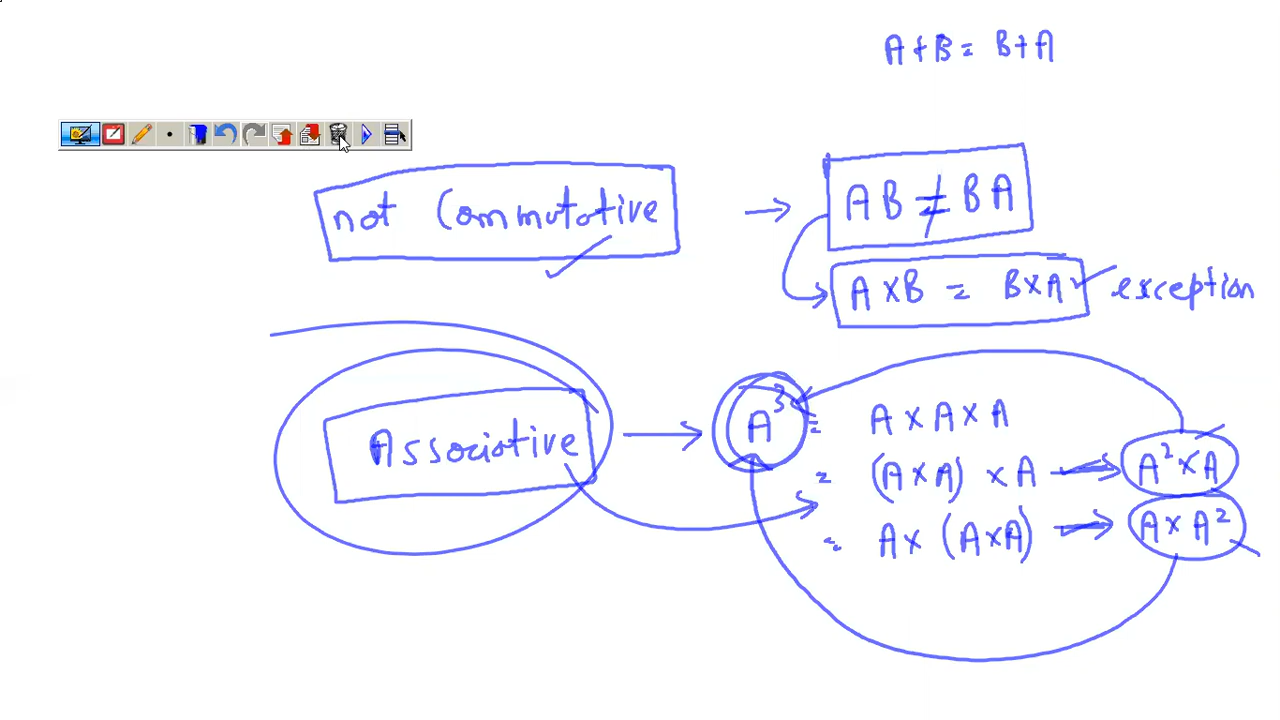 A+B = B+A
not Commutative → AB ≠ BA
A×B = B×A exception
Associative → A³ = A×A×A
= (A×A) ×A → A²×A
= A× (A×A) → A×A²